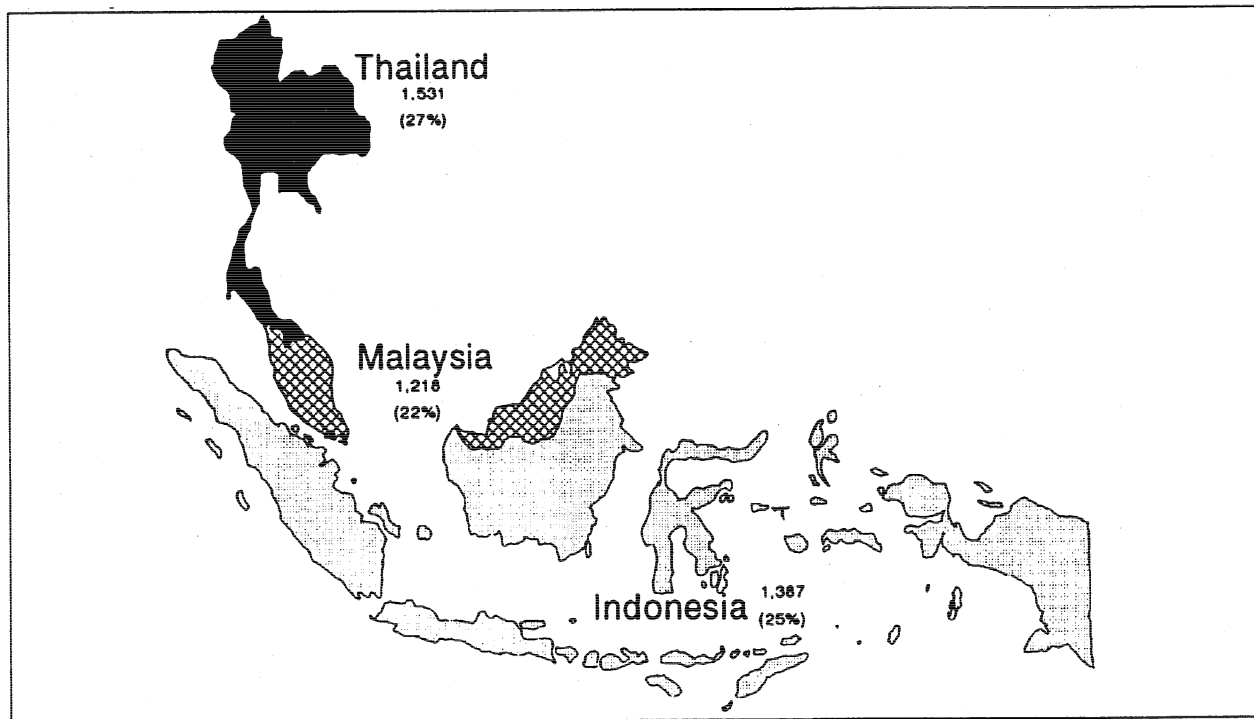 Thailand
1,531
(27%)
Malaysia
1,218
(22%)
Indonesia 1,387
(25%)